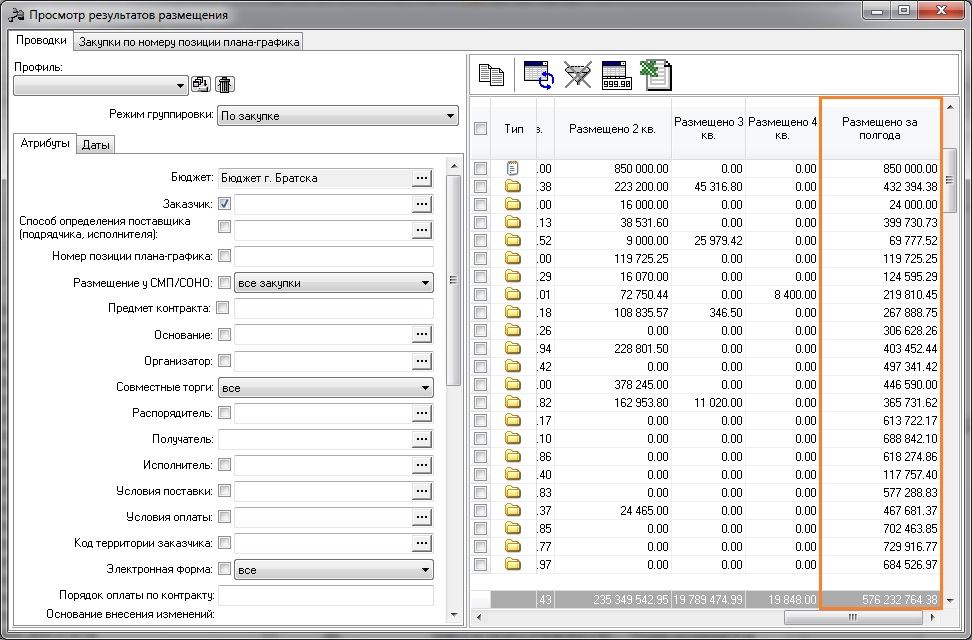 Просмотр результатов размещения
Проводки Закупки по номеру позиции плана-графика
Профиль:
Режим группировки: По закупке
Атрибуты Даты
Бюджет: Бюджет г. Братска ...
Заказчик: ...
Способ определения поставщика
(подрядчика, исполнителя): ...
Номер позиции плана-графика:
Размещение у СМП/СОНО: все закупки
Предмет контракта:
Основание: ...
Организатор: ...
Совместные торги: все
Распорядитель: ...
Получатель: ...
Исполнитель: ...
Условия поставки: ...
Условия оплаты: ...
Код территории заказчика: ...
Электронная форма: все
Порядок оплаты по контракту:
Основание внесения изменений:
999.98
Тип в. Размещено 2 кв. Размещено 3 кв. Размещено 4 кв. Размещено за полгода
.00 850 000.00 0.00 0.00 850 000.00
.38 223 200.00 45 316.80 0.00 432 394.38
.00 16 000.00 0.00 0.00 24 000.00
.13 38 531.60 0.00 0.00 399 730.73
.52 9 000.00 25 979.42 0.00 69 777.52
.00 119 725.25 0.00 0.00 119 725.25
.29 16 070.00 0.00 0.00 124 595.29
.01 72 750.44 0.00 8 400.00 219 810.45
.18 108 835.57 346.50 0.00 267 888.75
.26 0.00 0.00 0.00 306 628.26
.94 228 801.50 0.00 0.00 403 452.44
.42 0.00 0.00 0.00 497 341.42
.00 378 245.00 0.00 0.00 446 590.00
.82 162 953.80 11 020.00 0.00 365 731.62
.17 0.00 0.00 0.00 613 722.17
.10 0.00 0.00 0.00 688 842.10
.86 0.00 0.00 0.00 618 274.86
.40 0.00 0.00 0.00 117 757.40
.83 0.00 0.00 0.00 577 288.83
.37 24 465.00 0.00 0.00 467 681.37
.85 0.00 0.00 0.00 702 463.85
.77 0.00 0.00 0.00 729 916.77
.97 0.00 0.00 0.00 684 526.97
.43 235 349 542.95 19 789 474.99 19 848.00 576 232 764.38